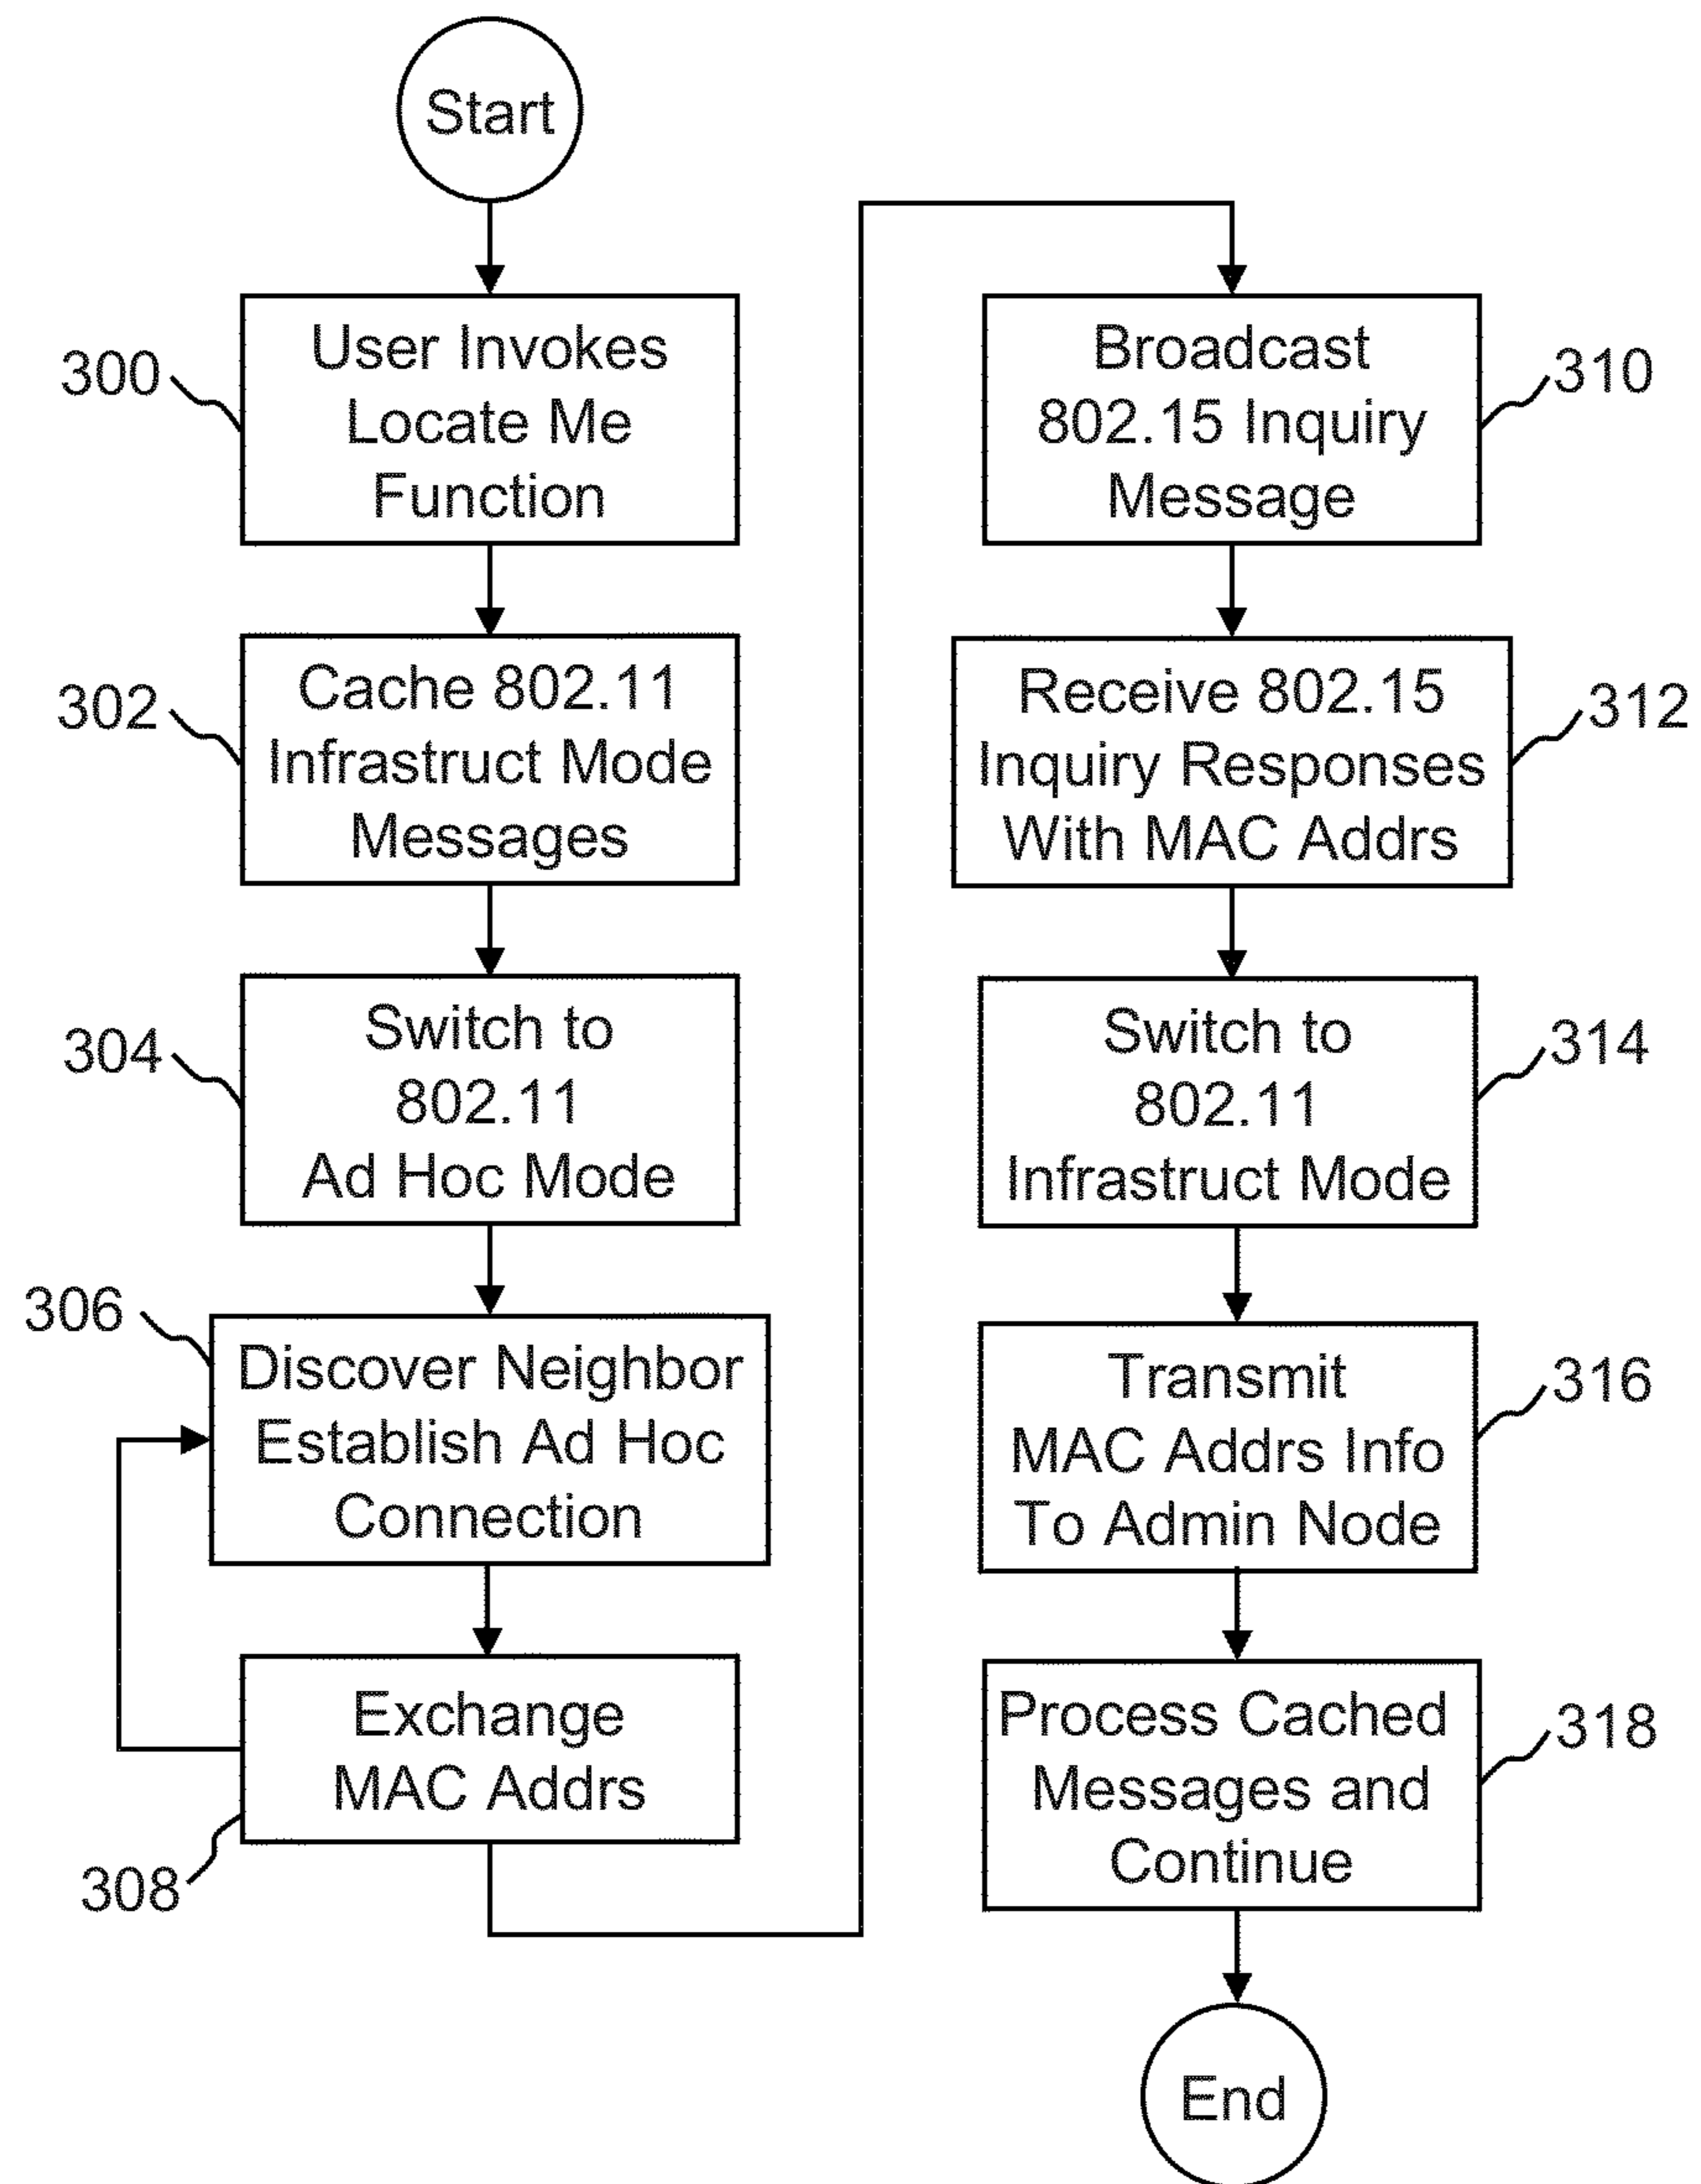 Start
300
User Invokes
Locate Me
Function
302
Cache 802.11
Infrastruct Mode
Messages
304
Switch to
802.11
Ad Hoc Mode
306
Discover Neighbor
Establish Ad Hoc
Connection
Exchange
MAC Addrs
308
Broadcast
802.15 Inquiry
Message
310
Receive 802.15
Inquiry Responses
With MAC Addrs
312
Switch to
802.11
Infrastruct Mode
314
Transmit
MAC Addrs Info
To Admin Node
316
Process Cached
Messages and
Continue
318
End